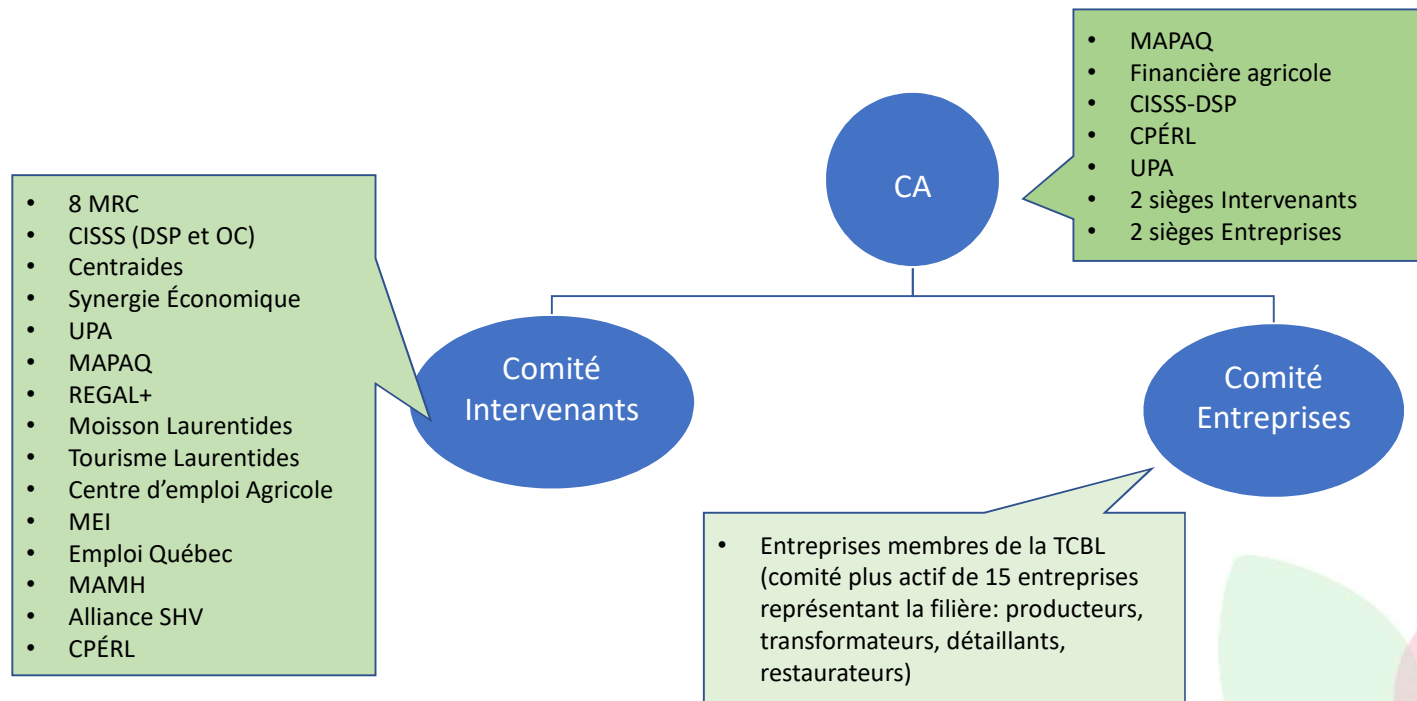 • MAPAQ
• Financière agricole
• CISSS-DSP
• CPÉRL
• UPA
• 2 sièges Intervenants
• 2 sièges Entreprises
CA
• 8 MRC
• CISSS (DSP et OC)
• Centraides
• Synergie Économique
• UPA
• MAPAQ
• REGAL+
• Moisson Laurentides
• Tourisme Laurentides
• Centre d’emploi Agricole
• MEI
• Emploi Québec
• MAMH
• Alliance SHV
• CPÉRL
Comité
Intervenants
Comité
Entreprises
• Entreprises membres de la TCBL
(comité plus actif de 15 entreprises
représentant la filière: producteurs,
transformateurs, détaillants,
restaurateurs)